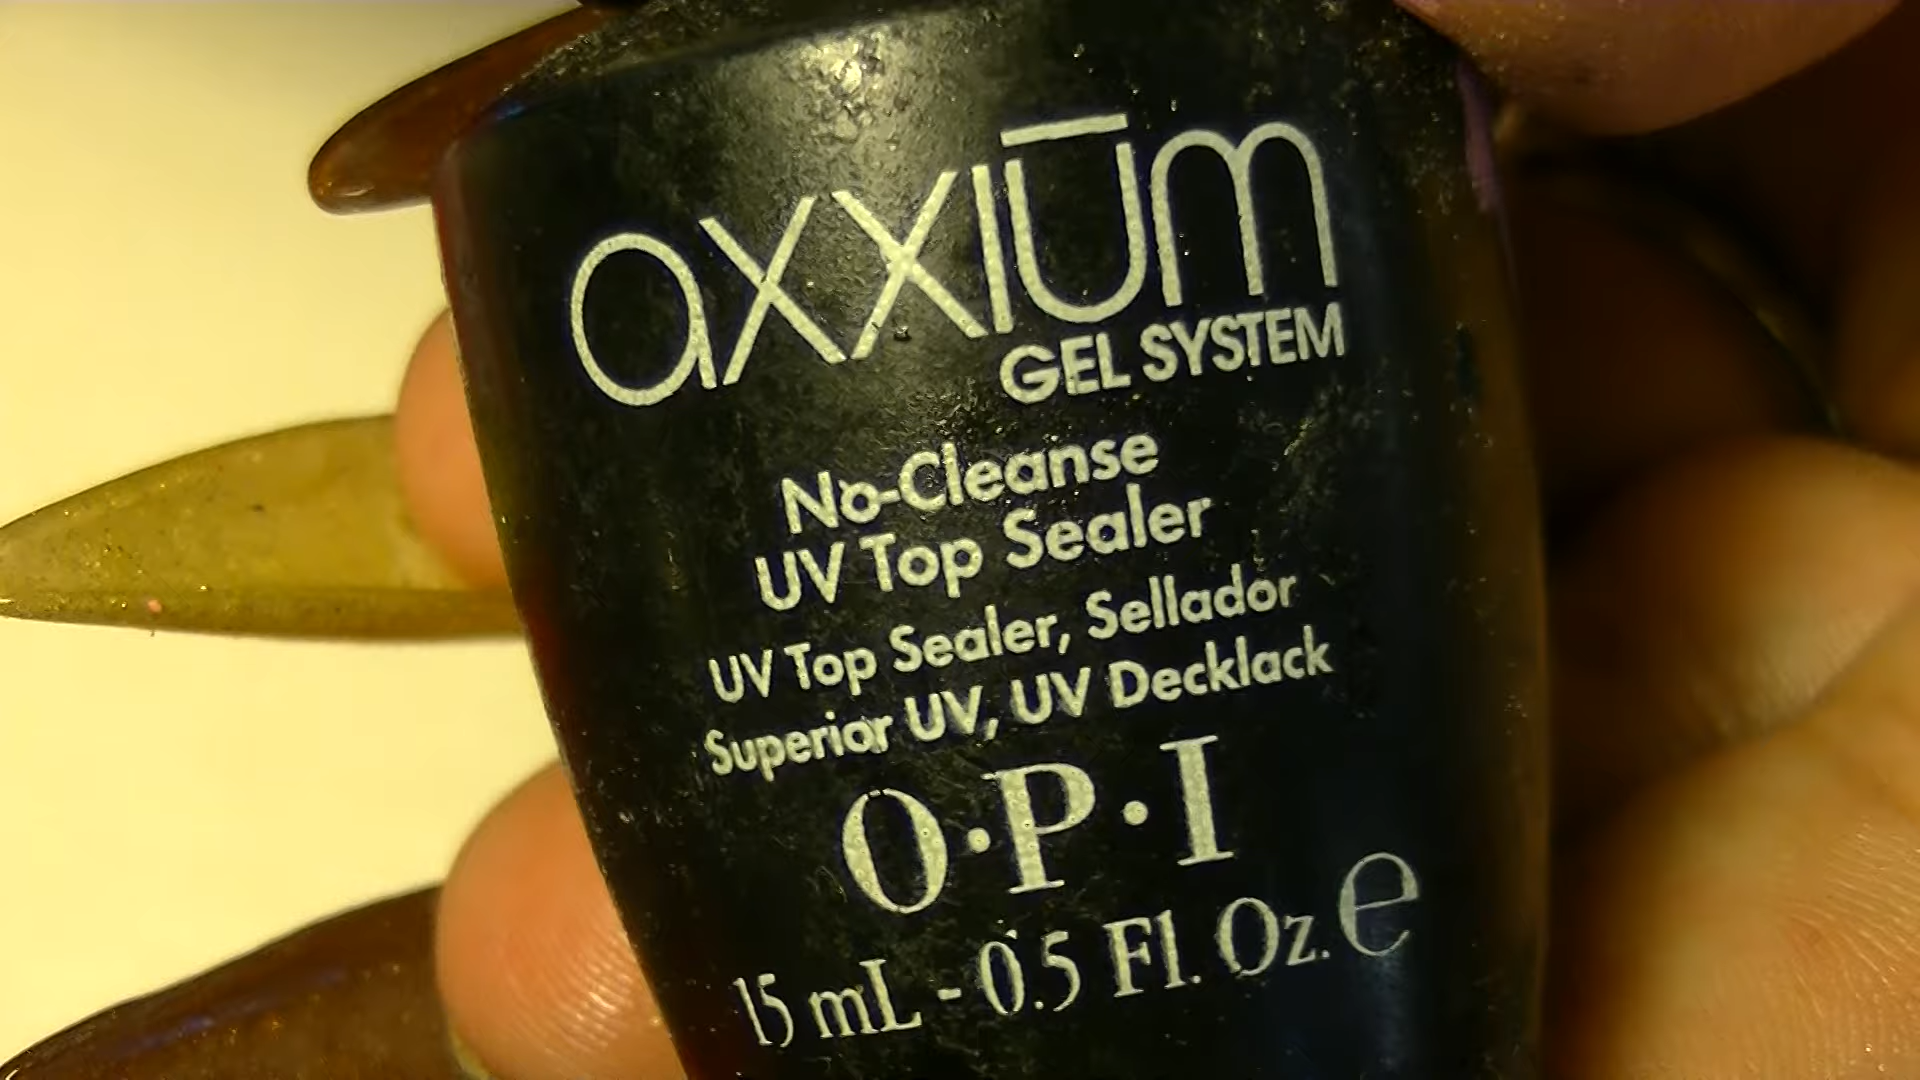 axxiūm
GEL SYSTEM
No-Cleanse
UV Top Sealer
UV Top Sealer, Sellador
Superior UV, UV Decklack
O·P·I
15 mL - 0.5 Fl. Oz. e